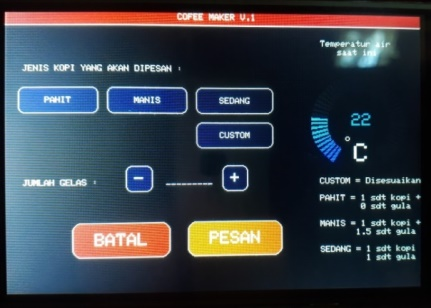 COFEE MAKER V.1
Temperatur air
saat ini
JENIS KOPI YANG AKAN DIPESAN :
PAHIT
MANIS
SEDANG
CUSTOM
22
°C
JUMLAH GELAS :
-
_________
+
CUSTOM = Disesuaikan
PAHIT = 1 sdt kopi +
0 sdt gula
MANIS = 1 sdt kopi +
1.5 sdt gula
SEDANG = 1 sdt kopi
1 sdt gula
BATAL
PESAN